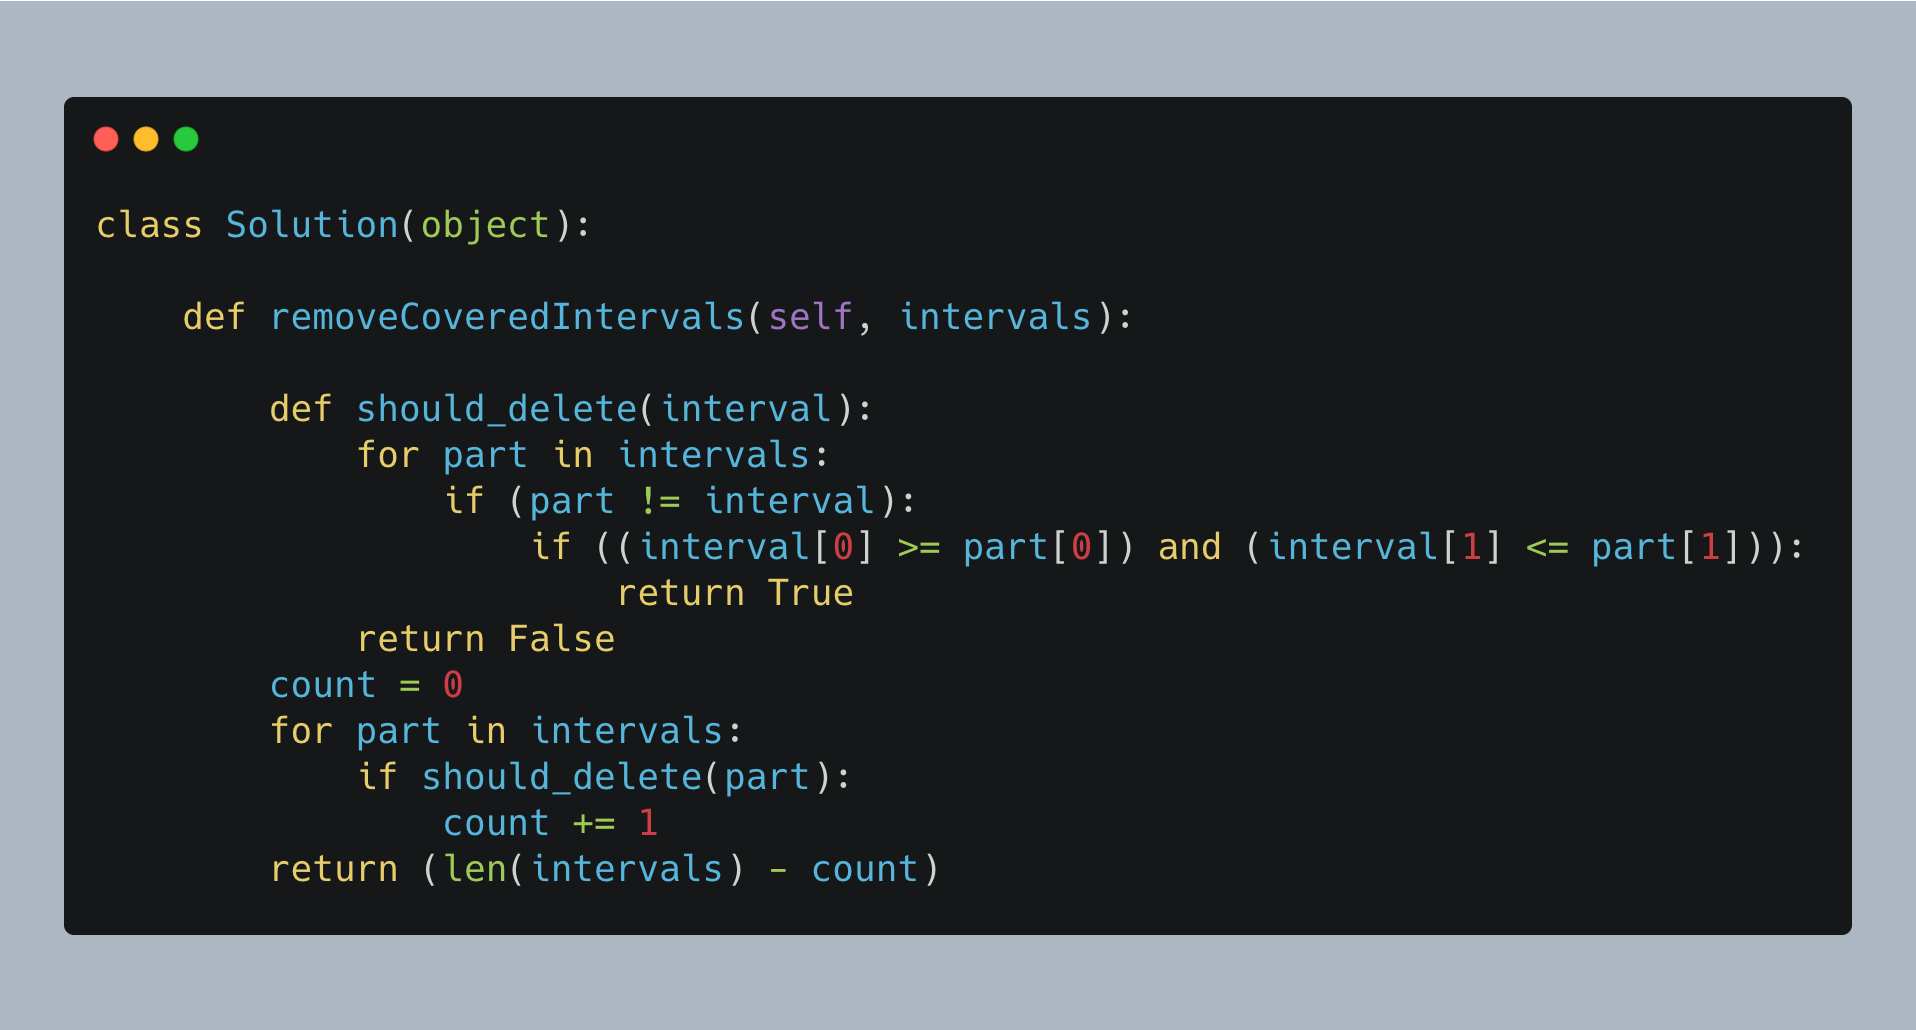 class Solution(object):

    def removeCoveredIntervals(self, intervals):

        def should_delete(interval):
            for part in intervals:
                if (part != interval):
                    if ((interval[0] >= part[0]) and (interval[1] <= part[1])):
                        return True
            return False
        count = 0
        for part in intervals:
            if should_delete(part):
                count += 1
        return (len(intervals) - count)